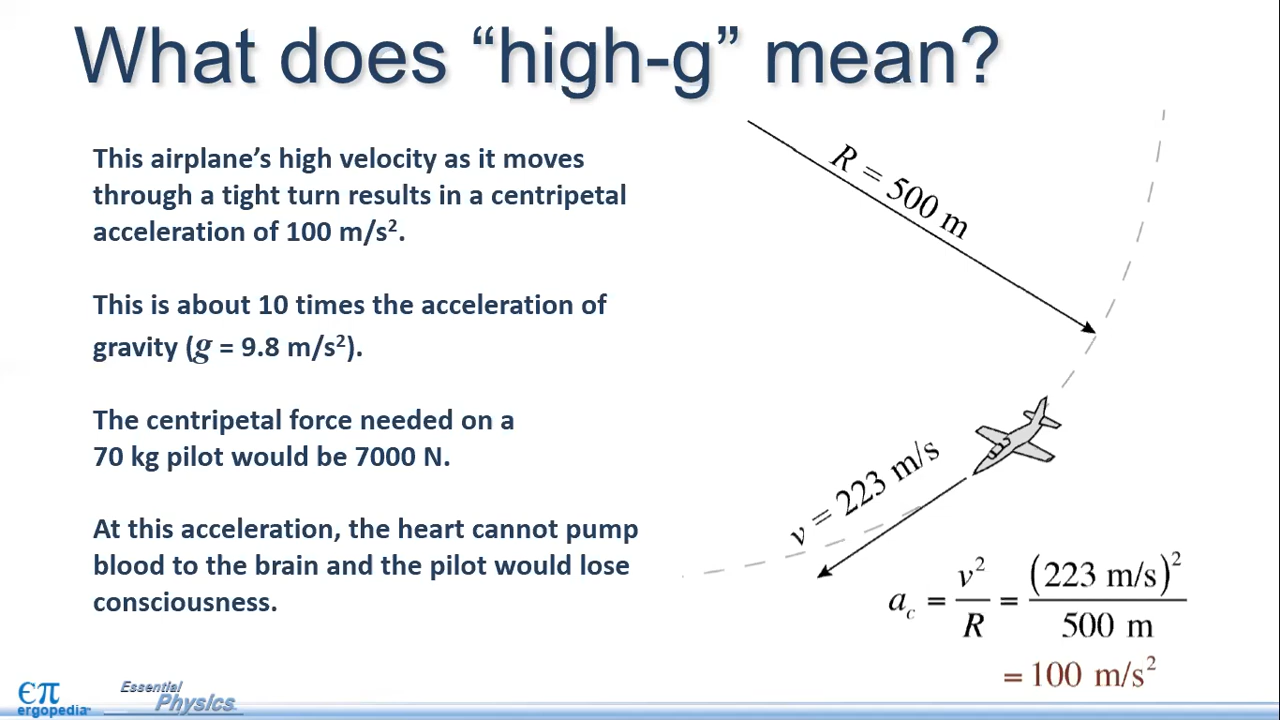 What does “high-g” mean?
This airplane’s high velocity as it moves
through a tight turn results in a centripetal
acceleration of 100 m/s².
This is about 10 times the acceleration of
gravity (g = 9.8 m/s²).
The centripetal force needed on a
70 kg pilot would be 7000 N.
At this acceleration, the heart cannot pump
blood to the brain and the pilot would lose
consciousness.
R = 500 m
v = 223 m/s
a_c = v²/R = (223 m/s)²/500 m
= 100 m/s²
єπ
ergopedia
Essential
Physics